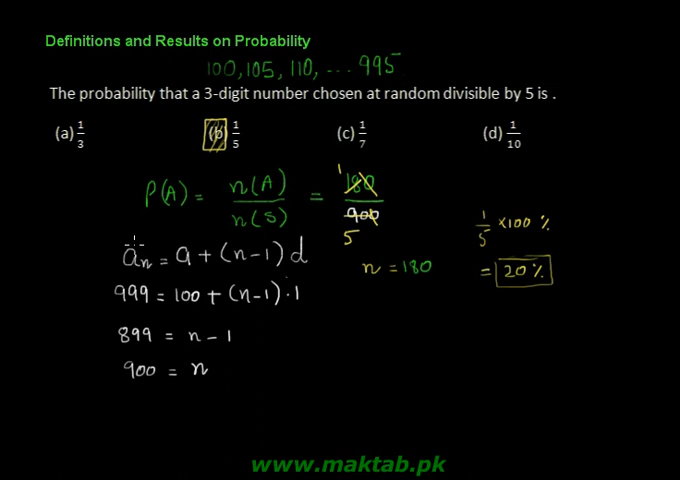 Definitions and Results on Probability
100, 105, 110, ... 995
The probability that a 3-digit number chosen at random divisible by 5 is .
(a) 1/3 (b) 1/5 (c) 1/7 (d) 1/10
P(A) = n(A)/n(S) = 180/900
1
5
1/5 × 100 %
aₙ = a + (n-1) d
n = 180
= 20 %
999 = 100 + (n-1) . 1
899 = n - 1
900 = n
www.maktab.pk